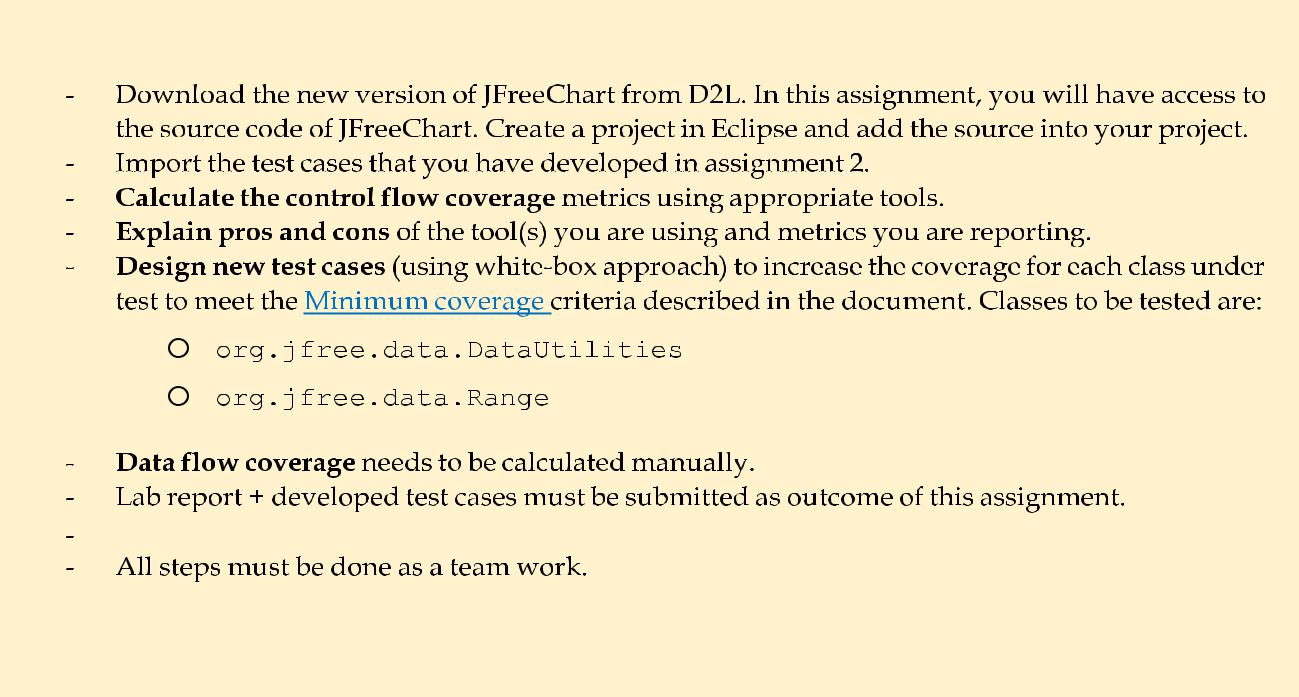 - Download the new version of JFreeChart from D2L. In this assignment, you will have access to
the source code of JFreeChart. Create a project in Eclipse and add the source into your project.
- Import the test cases that you have developed in assignment 2.
- Calculate the control flow coverage metrics using appropriate tools.
- Explain pros and cons of the tool(s) you are using and metrics you are reporting.
- Design new test cases (using white-box approach) to increase the coverage for each class under
test to meet the Minimum coverage criteria described in the document. Classes to be tested are:
O org.jfree.data.DataUtilities
O org.jfree.data.Range
- Data flow coverage needs to be calculated manually.
- Lab report + developed test cases must be submitted as outcome of this assignment.
-
- All steps must be done as a team work.